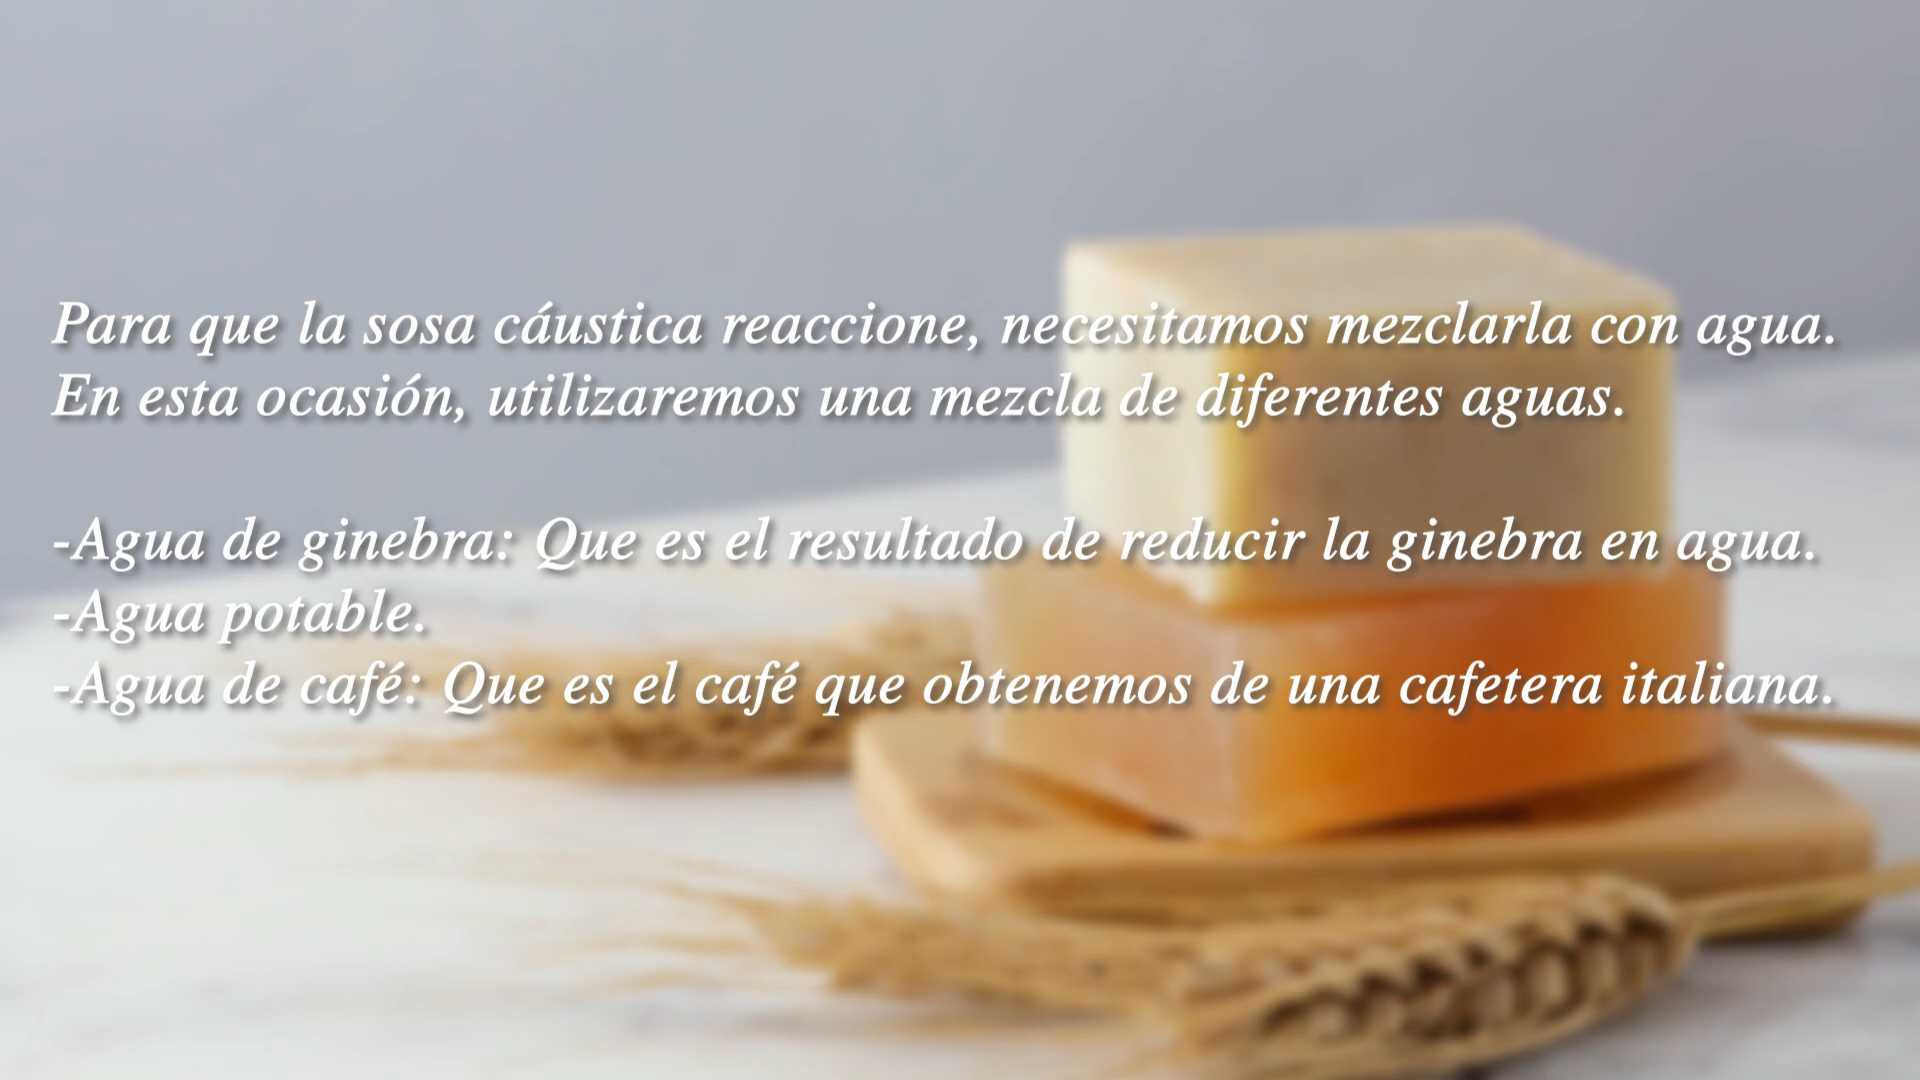 Para que la sosa cáustica reaccione, necesitamos mezclarla con agua.
En esta ocasión, utilizaremos una mezcla de diferentes aguas.
-Agua de ginebra: Que es el resultado de reducir la ginebra en agua.
-Agua potable.
-Agua de café: Que es el café que obtenemos de una cafetera italiana.